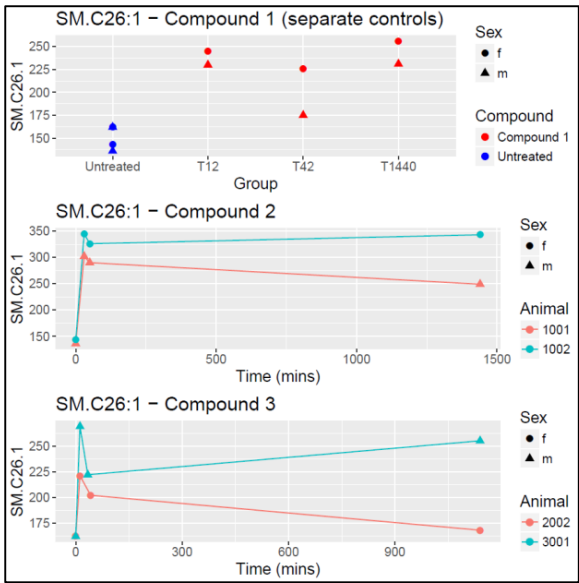 SM.C26:1 − Compound 1 (separate controls)
SM.C26.1
250
225
200
175
150
Untreated
T12
T42
T1440
Group
Sex
f
m
Compound
Compound 1
Untreated
SM.C26:1 − Compound 2
SM.C26.1
350
300
250
200
150
0
500
1000
1500
Time (mins)
Sex
f
m
Animal
1001
1002
SM.C26:1 − Compound 3
SM.C26.1
250
225
200
175
0
300
600
900
Time (mins)
Sex
f
m
Animal
2002
3001